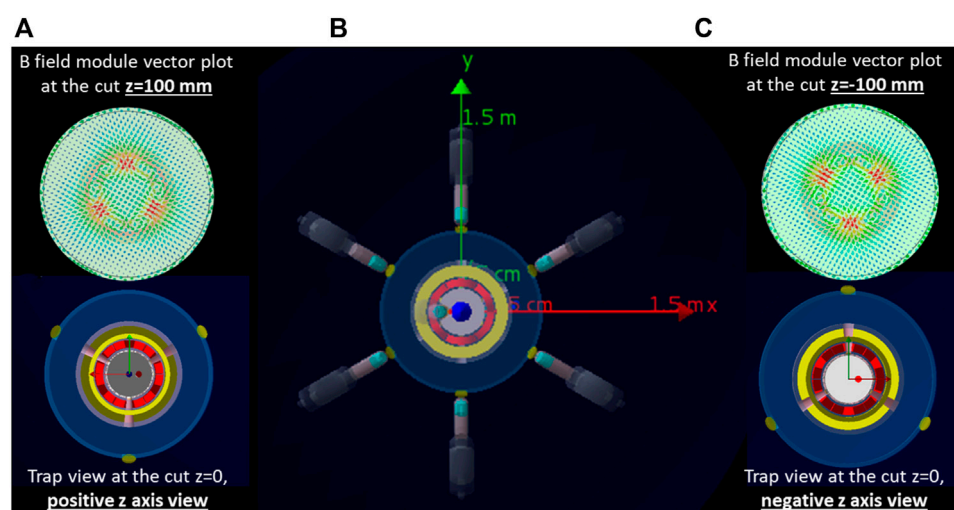 A
B
C
B field module vector plot
at the cut z=100 mm
y
1.5 m
cm
5 cm
1.5 m x
B field module vector plot
at the cut z=-100 mm
Trap view at the cut z=0,
positive z axis view
Trap view at the cut z=0,
negative z axis view